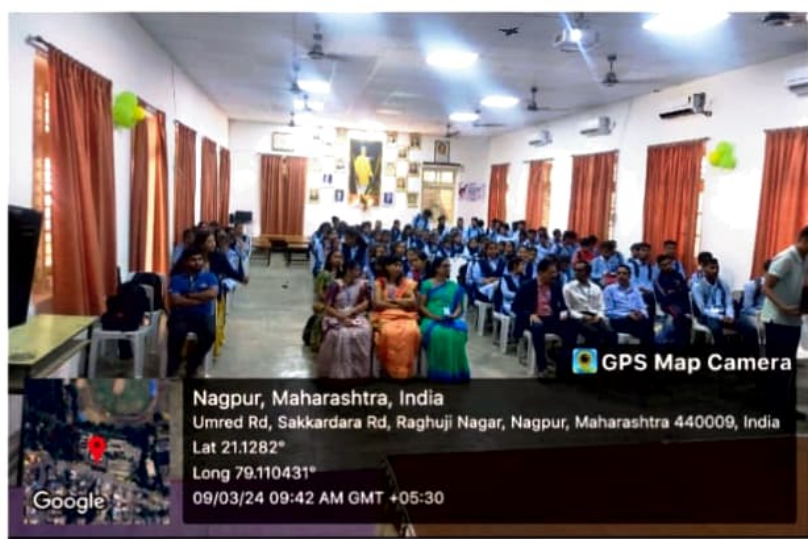 GPS Map Camera
Nagpur, Maharashtra, India
Umred Rd, Sakkardara Rd, Raghuji Nagar, Nagpur, Maharashtra 440009, India
Lat 21.1282°
Long 79.110431°
09/03/24 09:42 AM GMT +05:30
Google